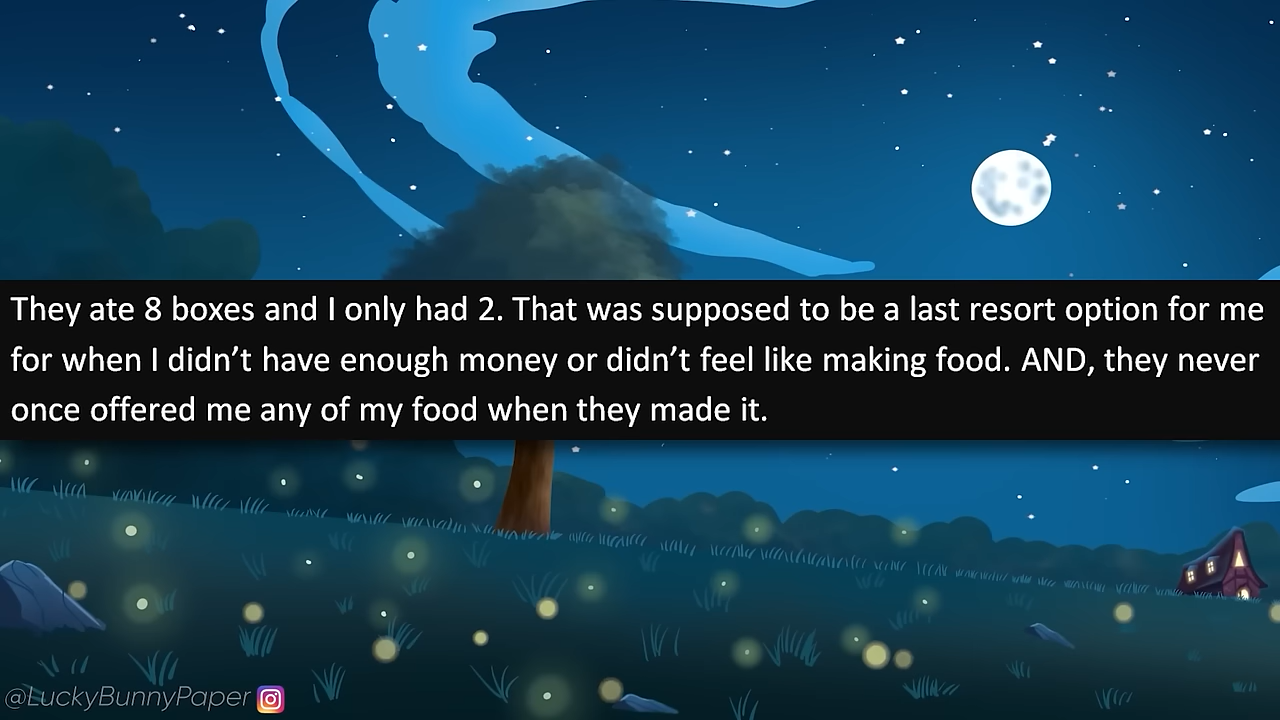 They ate 8 boxes and I only had 2. That was supposed to be a last resort option for me
for when I didn’t have enough money or didn’t feel like making food. AND, they never
once offered me any of my food when they made it.
@LuckyBunnyPaper